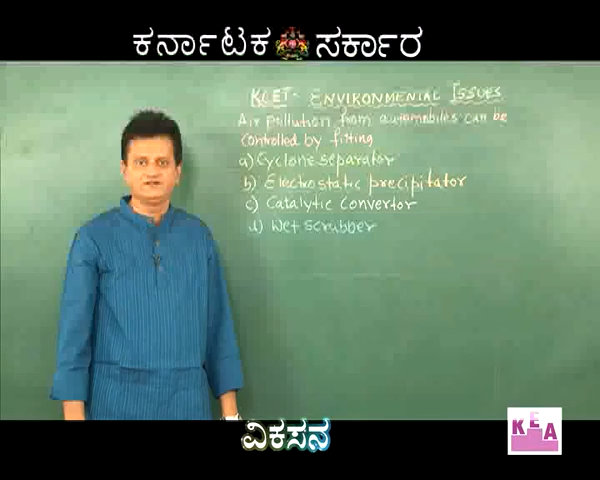 ಕರ್ನಾಟಕ ಸರ್ಕಾರ
KCET- ENVIRONMENTAL ISSUES
Air Pollution from automobiles can be
controlled by fitting
a) Cyclone separator
b) Electrostatic precipitator
c) Catalytic Convertor
d) Wet scrubber
ವಿಕಸನ
KEA